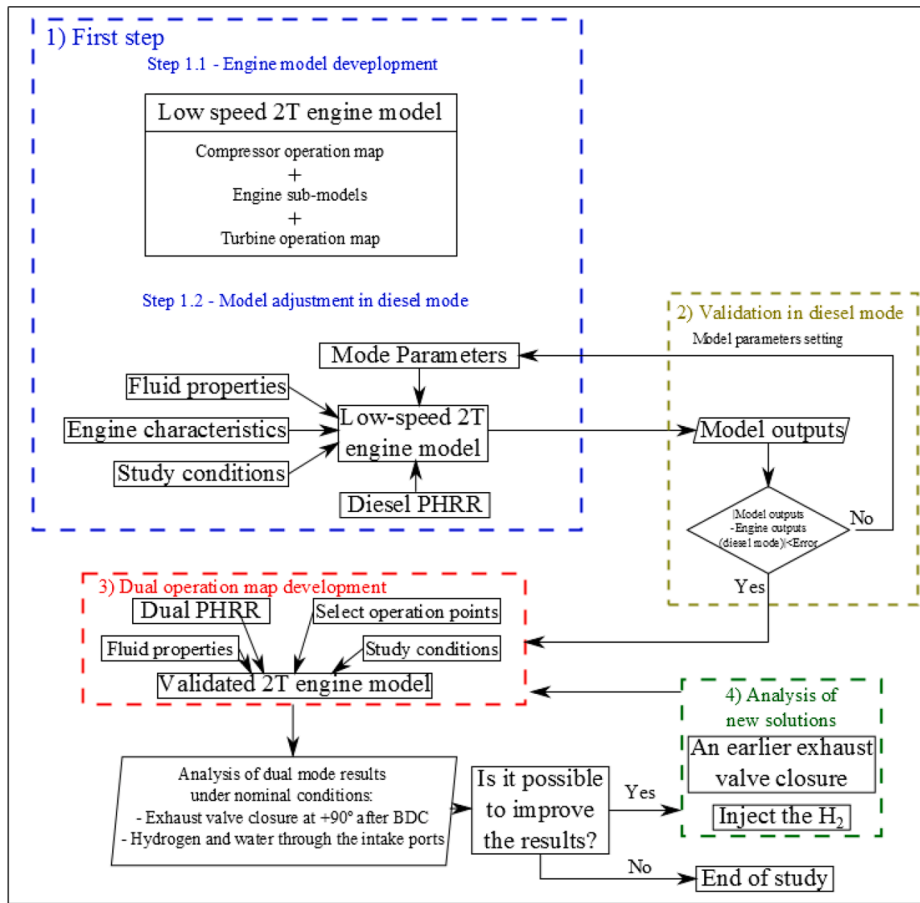 1) First step
Step 1.1 - Engine model deveplopment
Low speed 2T engine model
Compressor operation map
+
Engine sub-models
+
Turbine operation map
Step 1.2 - Model adjustment in diesel mode
Mode Parameters
Fluid properties
Engine characteristics
Study conditions
Low-speed 2T
engine model
Diesel PHRR
2) Validation in diesel mode
Model parameters setting
Model outputs
|Model outputs
-Engine outputs
(diesel mode)|<Error
No
Yes
3) Dual operation map development
Dual PHRR
Select operation points
Fluid properties
Study conditions
Validated 2T engine model
4) Analysis of
new solutions
An earlier exhaust
valve closure
Inject the H₂
Analysis of dual mode results
under nominal conditions:
- Exhaust valve closure at +90° after BDC
- Hydrogen and water through the intake ports
Is it possible
to improve
the results?
Yes
No
End of study